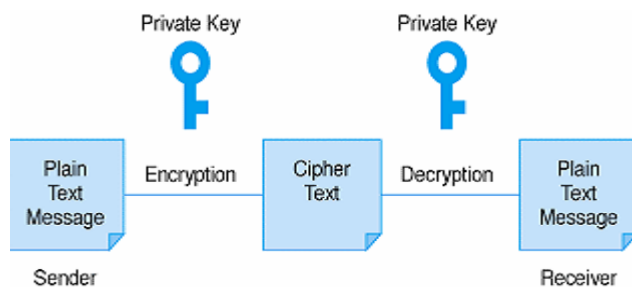 Private Key
Private Key
Plain
Text
Message
Encryption
Cipher
Text
Decryption
Plain
Text
Message
Sender
Receiver